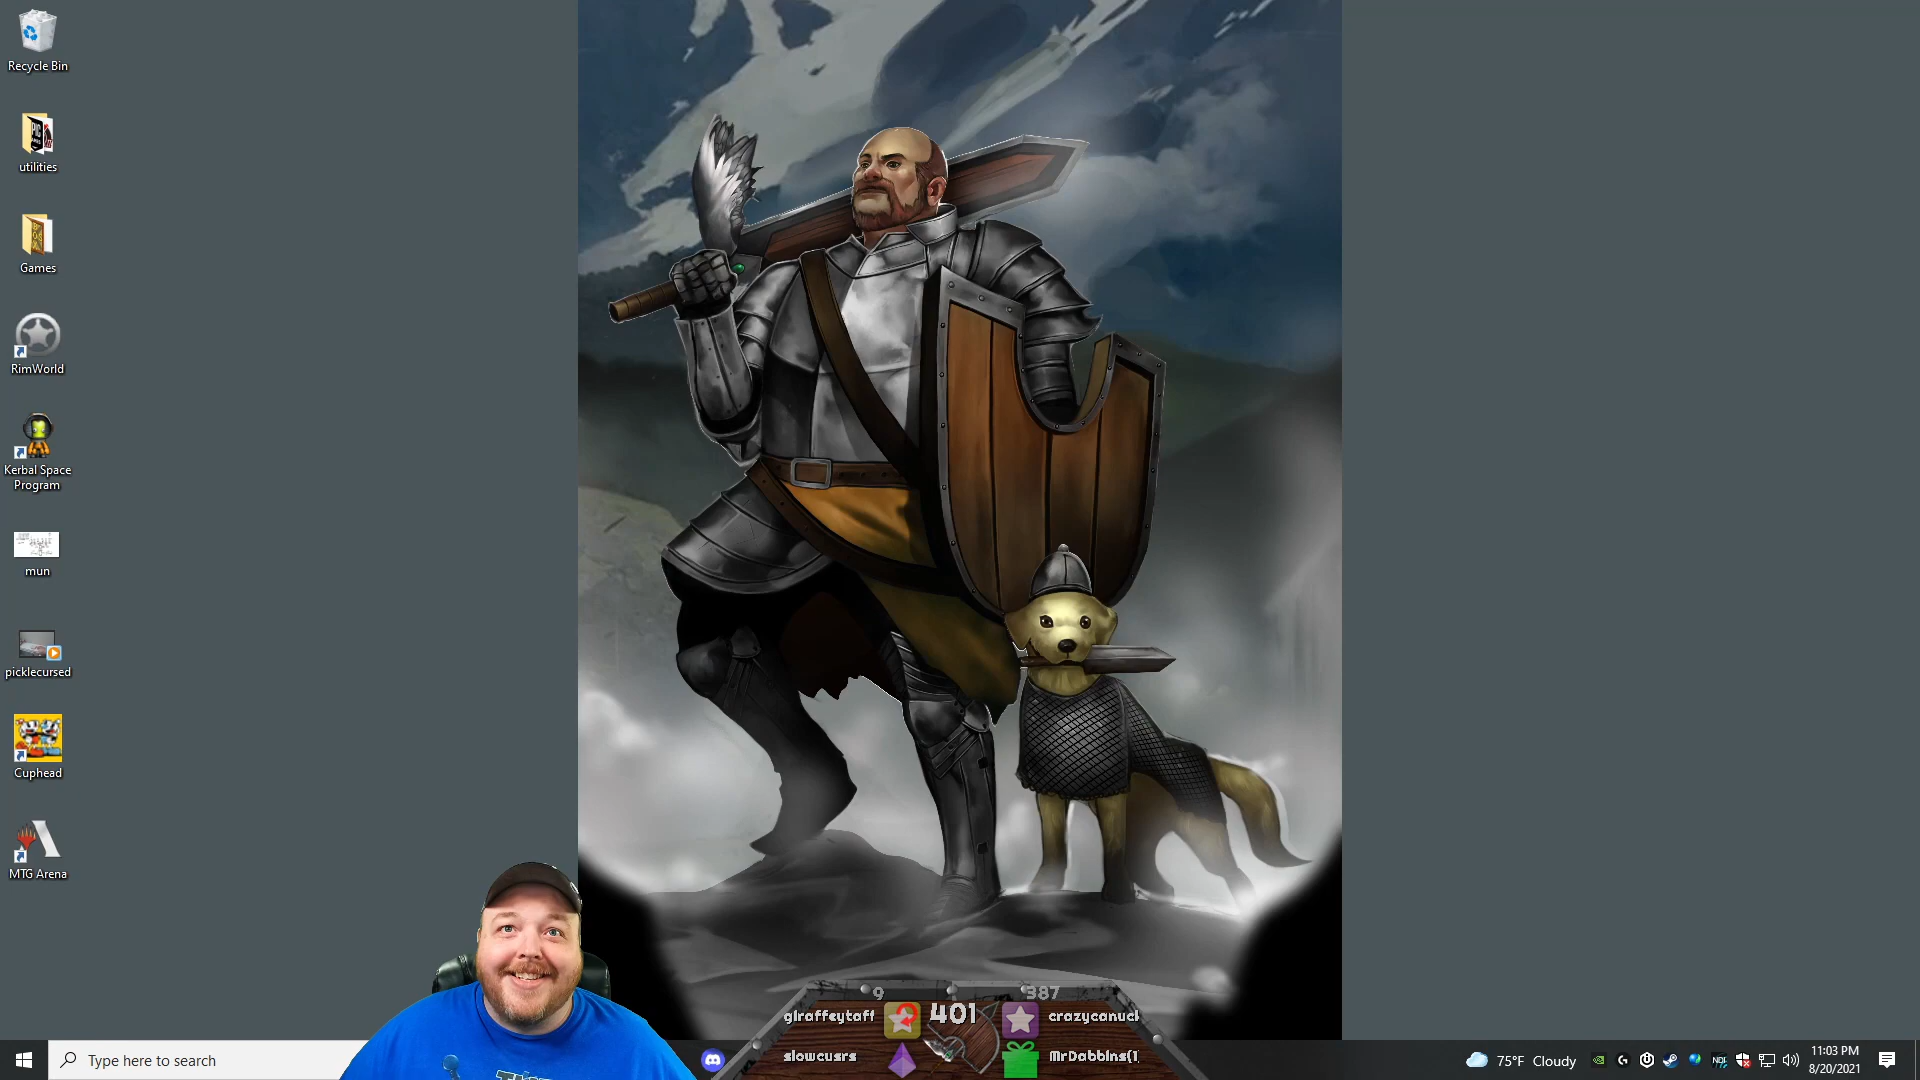 Recycle Bin
utilities
Games
RimWorld
Kerbal Space
Program
mun
picklecursed
Cuphead
MTG Arena
9
387
giraffeytaff
401
crazycanuck
slowcusrs
MrDabbins(1
Type here to search
75°F Cloudy
11:03 PM
8/20/2021